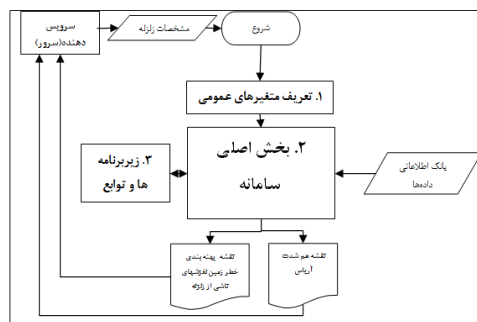 سرویس
دهنده(سرور)
مشخصات زلزله
شروع
۱. تعریف متغیرهای عمومی
۲. بخش اصلی
سامانه
۳. زیربرنامه
ها و توابع
بانک اطلاعاتی
داده‌ها
نقشه پهنه بندی
خطر زمین لغزشهای
ناشی از زلزله
نقشه هم شدت
آریاس